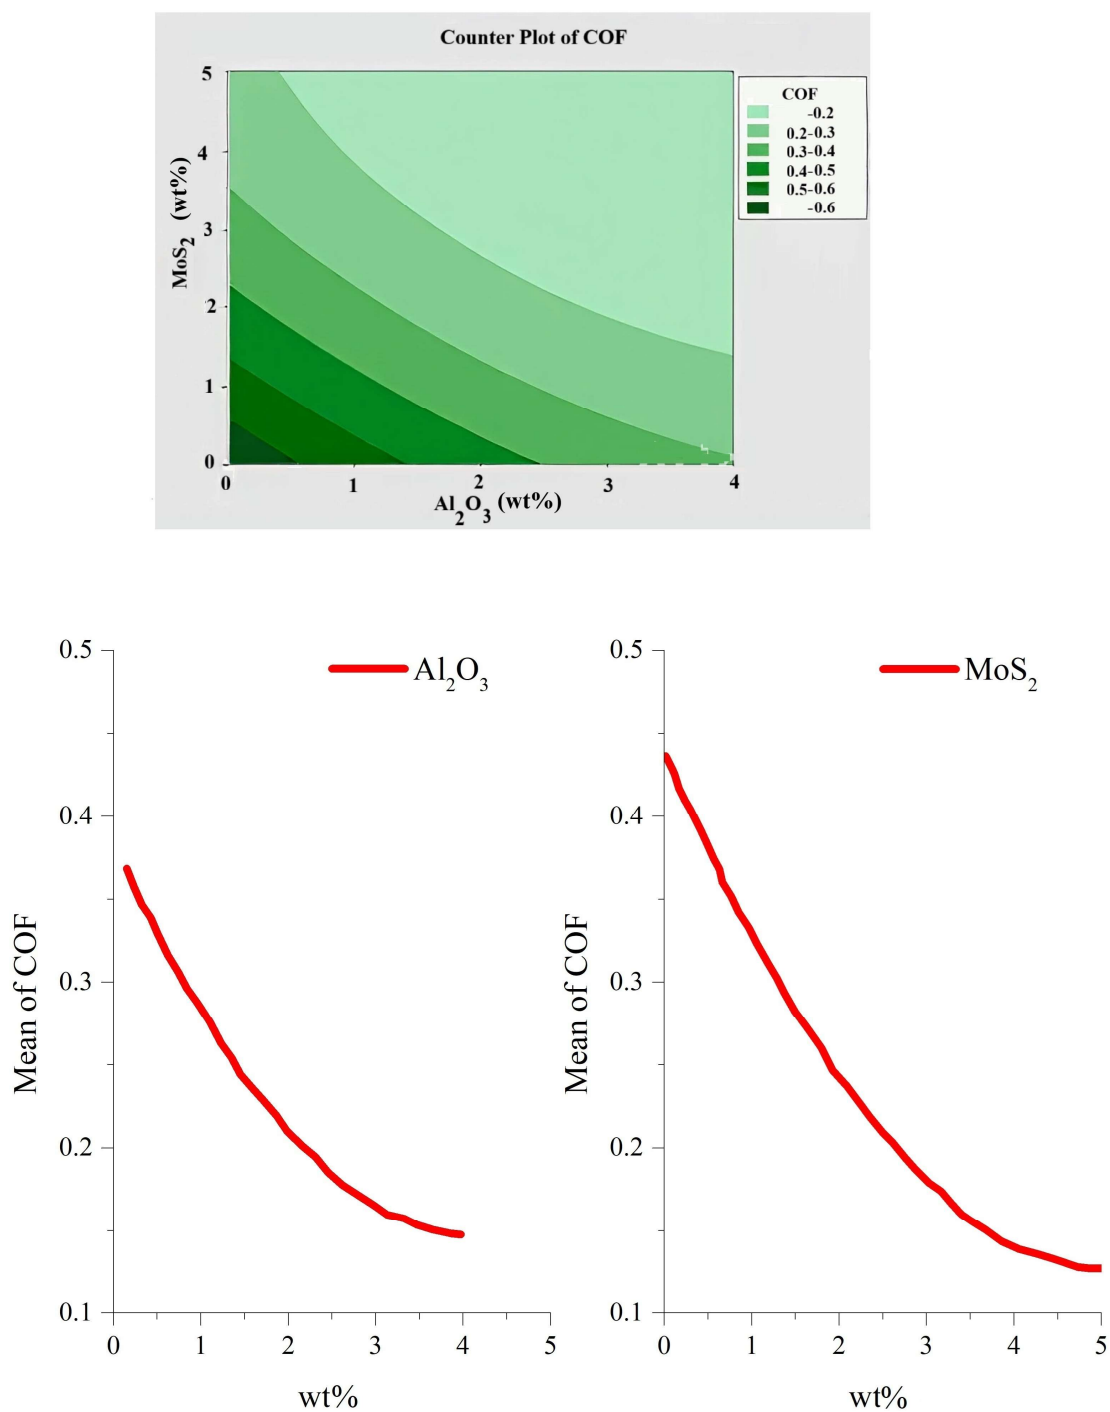 Counter Plot of COF
5
4
3
2
1
0
MoS₂ (wt%)
0 1 2 3 4
Al₂O₃ (wt%)
COF
-0.2
0.2-0.3
0.3-0.4
0.4-0.5
0.5-0.6
-0.6
0.5
0.4
0.3
0.2
0.1
Mean of COF
Al₂O₃
0 1 2 3 4 5
wt%
0.5
0.4
0.3
0.2
0.1
Mean of COF
MoS₂
0 1 2 3 4 5
wt%